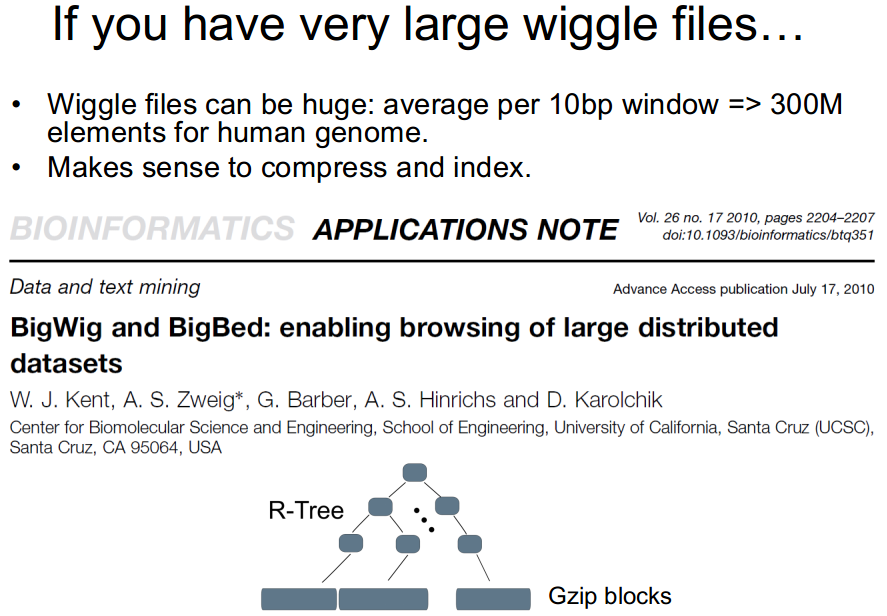 If you have very large wiggle files…
• Wiggle files can be huge: average per 10bp window => 300M
elements for human genome.
• Makes sense to compress and index.
BIOINFORMATICS APPLICATIONS NOTE
Vol. 26 no. 17 2010, pages 2204–2207
doi:10.1093/bioinformatics/btq351
Data and text mining
Advance Access publication July 17, 2010
BigWig and BigBed: enabling browsing of large distributed
datasets
W. J. Kent, A. S. Zweig*, G. Barber, A. S. Hinrichs and D. Karolchik
Center for Biomolecular Science and Engineering, School of Engineering, University of California, Santa Cruz (UCSC),
Santa Cruz, CA 95064, USA
R-Tree
Gzip blocks